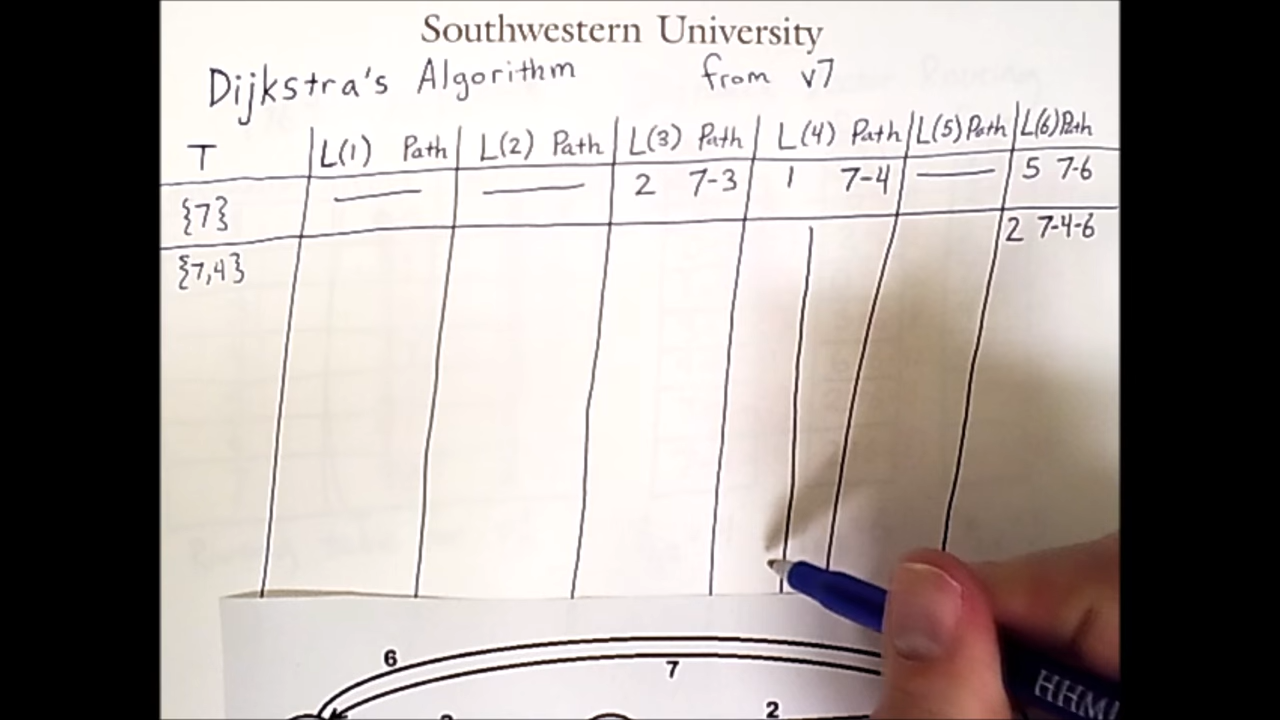 Southwestern University
Dijkstra's Algorithm from v7
T L(1) Path L(2) Path L(3) Path L(4) Path L(5) Path L(6) Path
{7} 2 7-3 1 7-4 5 7-6
{7,4} 2 7-4-6
6
7
2
HHMI